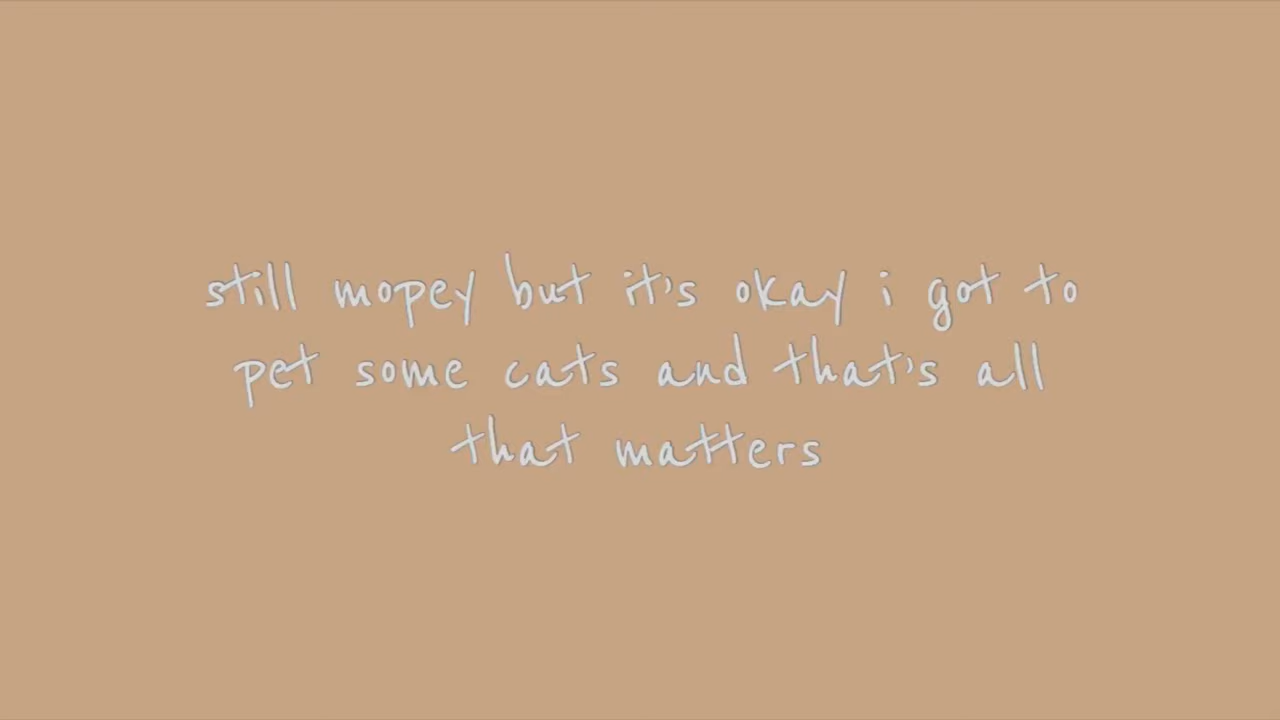 still mopey but it's okay i got to
pet some cats and that's all
that matters